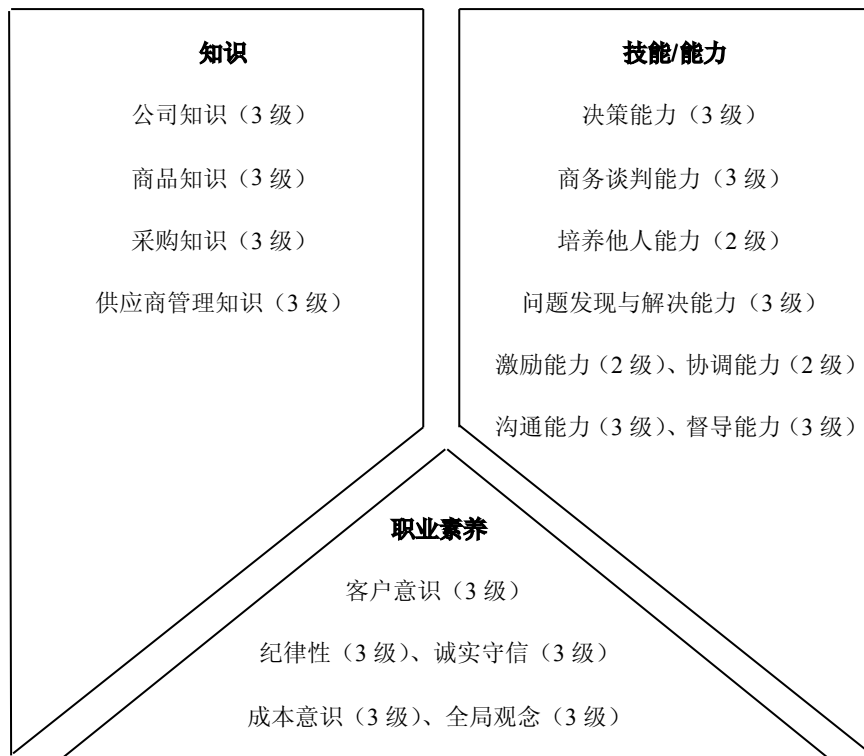 知识
公司知识（3 级）
商品知识（3 级）
采购知识（3 级）
供应商管理知识（3 级）
技能/能力
决策能力（3 级）
商务谈判能力（3 级）
培养他人能力（2 级）
问题发现与解决能力（3 级）
激励能力（2 级）、协调能力（2 级）
沟通能力（3 级）、督导能力（3 级）
职业素养
客户意识（3 级）
纪律性（3 级）、诚实守信（3 级）
成本意识（3 级）、全局观念（3 级）